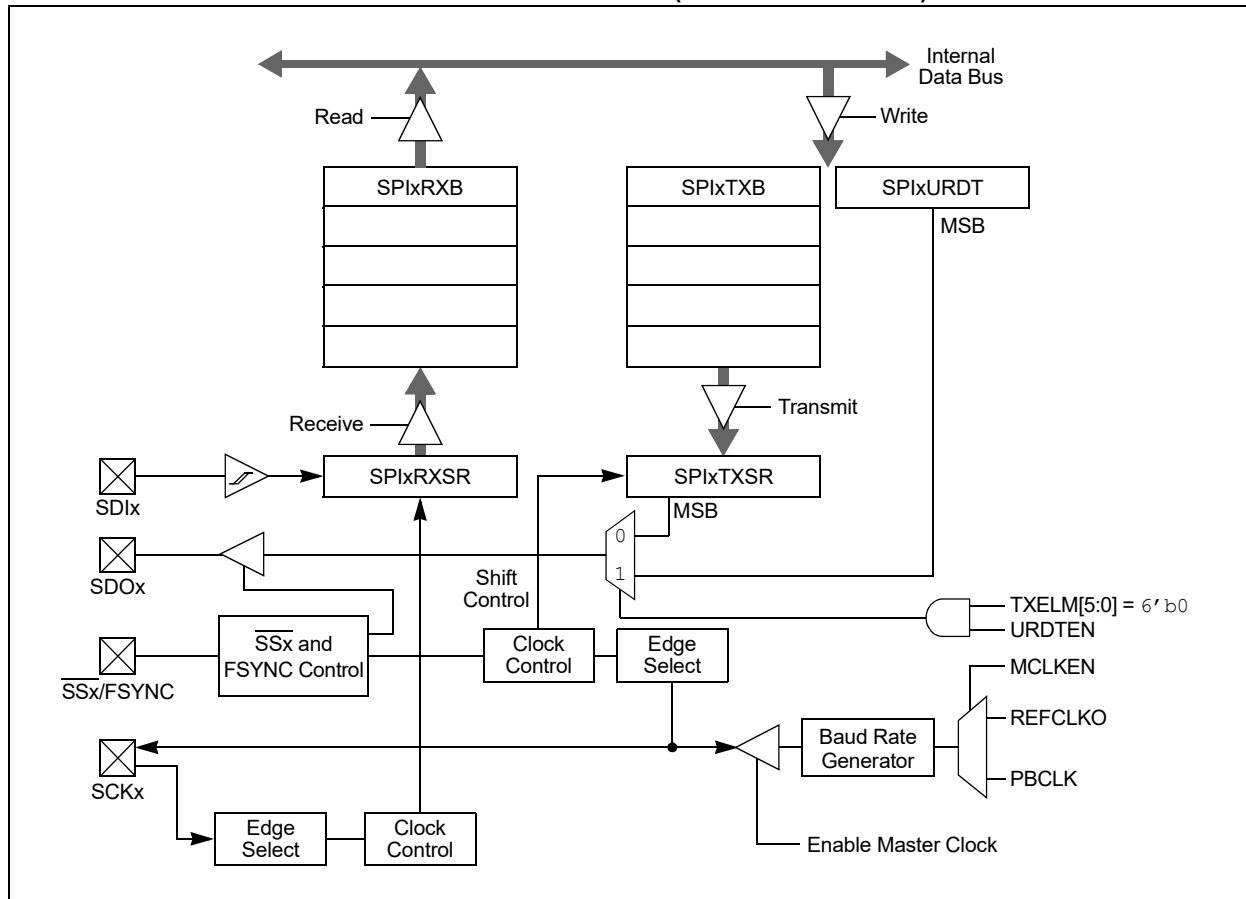 Internal
Data Bus
Read
Write
SPIxRXB
SPIxTXB
SPIxURDT
MSB
Receive
Transmit
SPIxRXSR
SPIxTXSR
SDIx
MSB
0
SDOx
1
Shift
Control
TXELM[5:0] = 6’b0
URDTEN
SSx and
FSYNC Control
Clock
Control
Edge
Select
SSx/FSYNC
MCLKEN
REFCLKO
Baud Rate
Generator
SCKx
PBCLK
Edge
Select
Clock
Control
Enable Master Clock